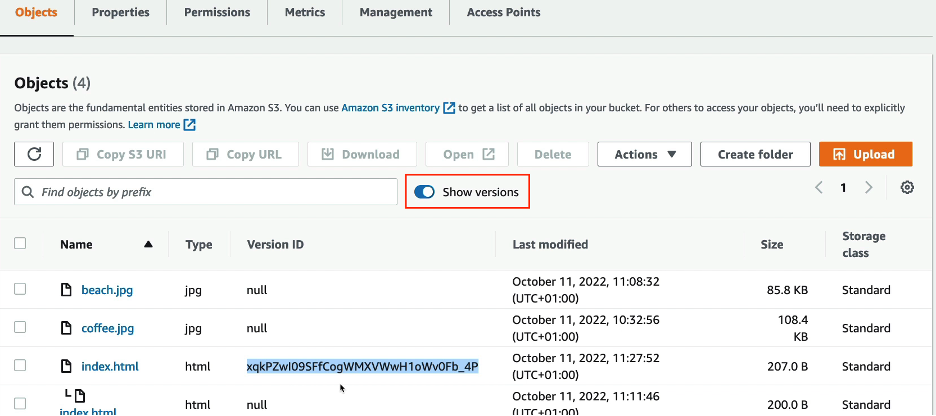 Objects Properties Permissions Metrics Management Access Points
Objects (4)
Objects are the fundamental entities stored in Amazon S3. You can use Amazon S3 inventory to get a list of all objects in your bucket. For others to access your objects, you'll need to explicitly
grant them permissions. Learn more
Copy S3 URI Copy URL Download Open Delete Actions Create folder Upload
Find objects by prefix Show versions 1
Name Type Version ID Last modified Size Storage class
beach.jpg jpg null October 11, 2022, 11:08:32 (UTC+01:00) 85.8 KB Standard
coffee.jpg jpg null October 11, 2022, 10:32:56 (UTC+01:00) 108.4 KB Standard
index.html html xqkPZwI09SFfCogWMXVWwH1oWv0Fb_4P October 11, 2022, 11:27:52 (UTC+01:00) 207.0 B Standard
index.html html null October 11, 2022, 11:11:46 (UTC+01:00) 200.0 B Standard